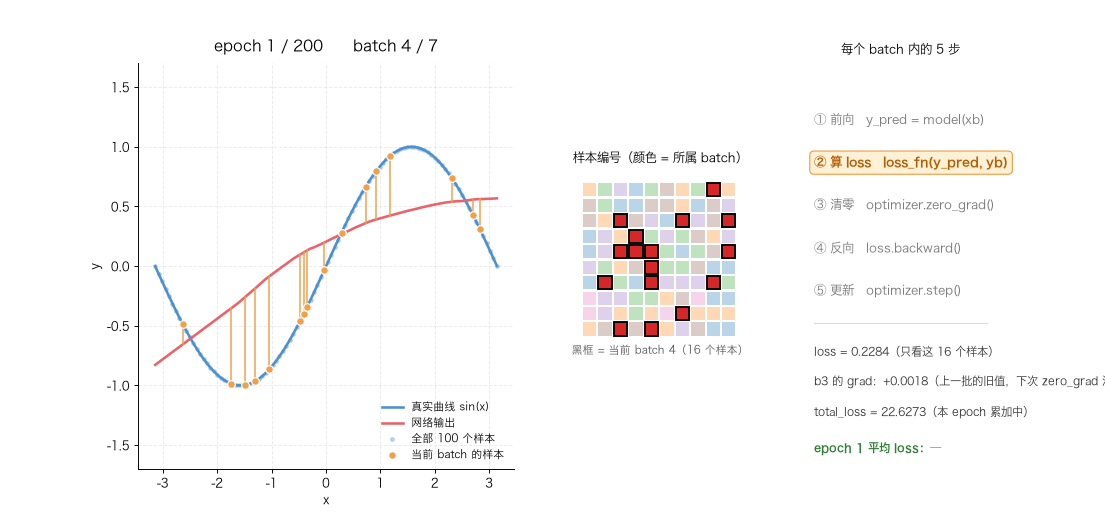 epoch 1 / 200 batch 4 / 7
1.5
1.0
0.5
0.0
-0.5
-1.0
-1.5
y
-3
-2
-1
0
1
2
3
x
真实曲线 sin(x)
网络输出
全部 100 个样本
当前 batch 的样本
样本编号（颜色 = 所属 batch）
黑框 = 当前 batch 4（16 个样本）
每个 batch 内的 5 步
① 前向 y_pred = model(xb)
② 算 loss loss_fn(y_pred, yb)
③ 清零 optimizer.zero_grad()
④ 反向 loss.backward()
⑤ 更新 optimizer.step()
loss = 0.2284（只看这 16 个样本）
b3 的 grad: +0.0018（上一批的旧值，下次 zero_grad
total_loss = 22.6273（本 epoch 累加中）
epoch 1 平均 loss: —